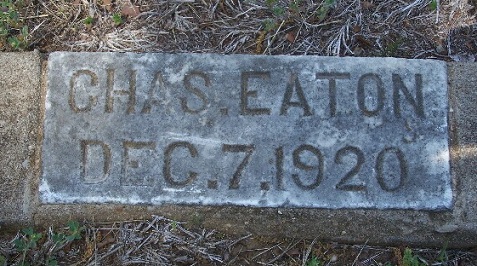 CHAS. EATON
DEC. 7. 1920